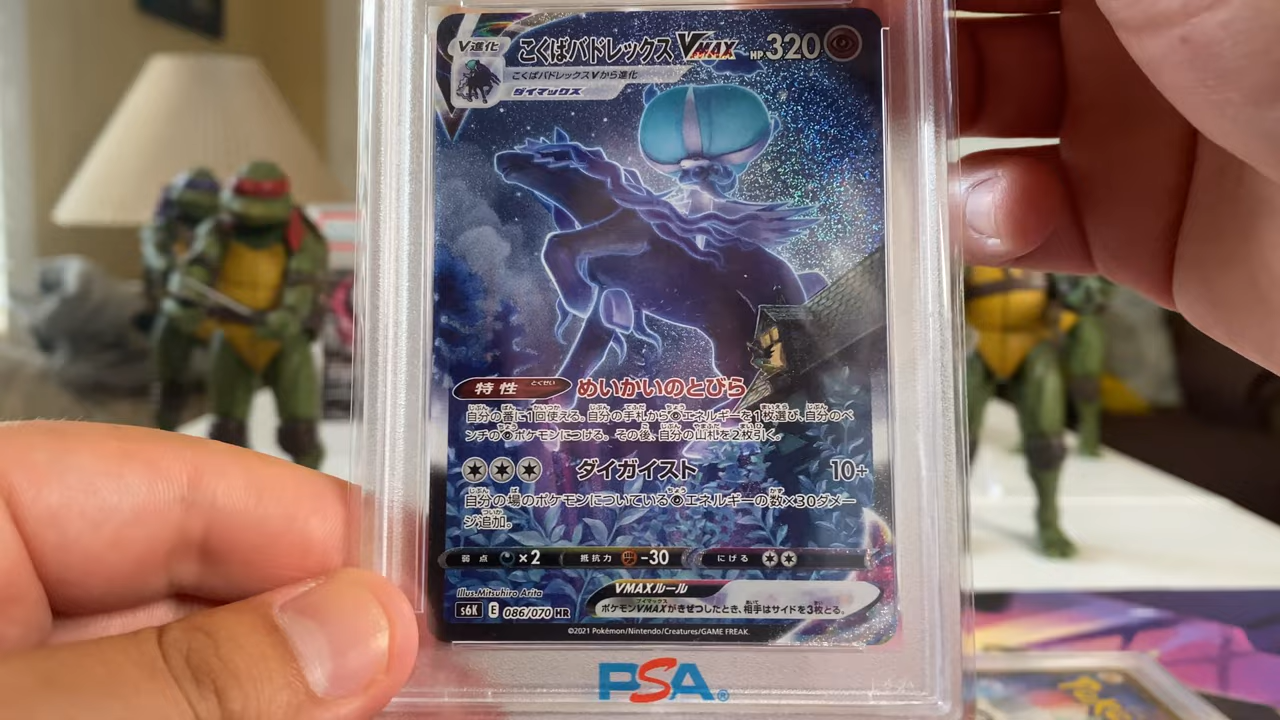 V進化
こくばバドレックス VMAX HP 320
こくばバドレックスVから進化
ダイマックス
特性 とくせい めいかいのとびら
自分の番に1回使える。自分の手札から エネルギーを1枚選び、自分のベ
ンチの ポケモンにつける。その後、自分の山札を2枚引く。
ダイガイスト 10+
自分の場のポケモンについている エネルギーの数×30ダメー
ジ追加。
弱点 ×2 抵抗力 -30 にげる
Illus. Mitsuhiro Arita
VMAXルール
s6K E 086/070 HR
ポケモンVMAXがきぜつしたとき、相手はサイドを3枚とる。
©2021 Pokémon/Nintendo/Creatures/GAME FREAK.
PSA®